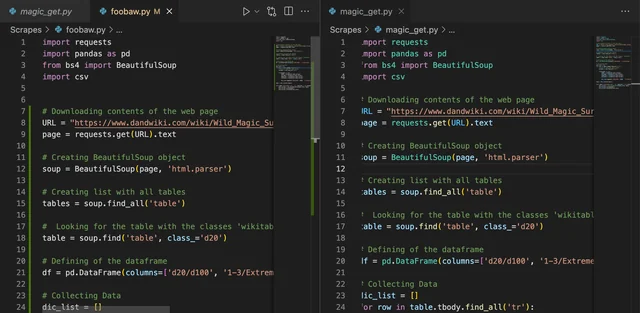 magic_get.py
foobaw.py M
Scrapes > foobaw.py > ...
1 import requests
2 import pandas as pd
3 from bs4 import BeautifulSoup
4 import csv
5
6
7 # Downloading contents of the web page
8 URL = "https://www.dandwiki.com/wiki/Wild_Magic_Su
9 page = requests.get(URL).text
10
11 # Creating BeautifulSoup object
12 soup = BeautifulSoup(page, 'html.parser')
13
14 # Creating list with all tables
15 tables = soup.find_all('table')
16
17 #  Looking for the table with the classes 'wikita
18 table = soup.find('table', class_='d20')
19
20 # Defining of the dataframe
21 df = pd.DataFrame(columns=['d20/d100', '1-3/Extrem
22
23 # Collecting Data
24 dic_list = []
magic_get.py
Scrapes > magic_get.py > ...
1 import requests
2 import pandas as pd
3 from bs4 import BeautifulSoup
4 import csv
5
6 # Downloading contents of the web page
7 URL = "https://www.dandwiki.com/wiki/Wild_Magic_Sur
8 page = requests.get(URL).text
9
10 # Creating BeautifulSoup object
11 soup = BeautifulSoup(page, 'html.parser')
12
13 # Creating list with all tables
14 tables = soup.find_all('table')
15
16 #  Looking for the table with the classes 'wikitabl
17 table = soup.find('table', class_='d20')
18
19 # Defining of the dataframe
20 df = pd.DataFrame(columns=['d20/d100', '1-3/Extreme
21
22 # Collecting Data
23 dic_list = []
24 for row in table.tbody.find_all('tr'):